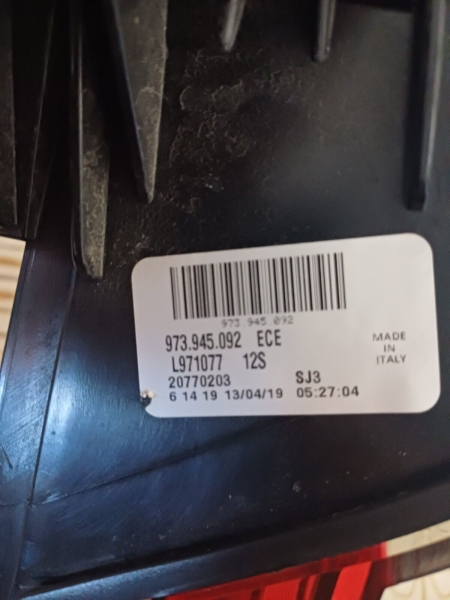 973.945.092
973.945.092 ECE
L971077 12S
20770203 SJ3
6 14 19 13/04/19 05:27:04
MADE
IN
ITALY